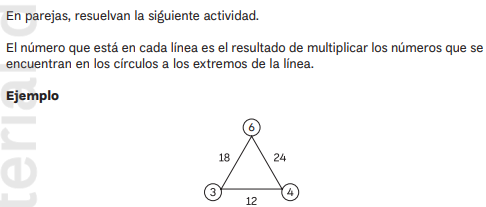 En parejas, resuelvan la siguiente actividad.
El número que está en cada línea es el resultado de multiplicar los números que se
encuentran en los círculos a los extremos de la línea.
Ejemplo
6
18 24
3 4
12